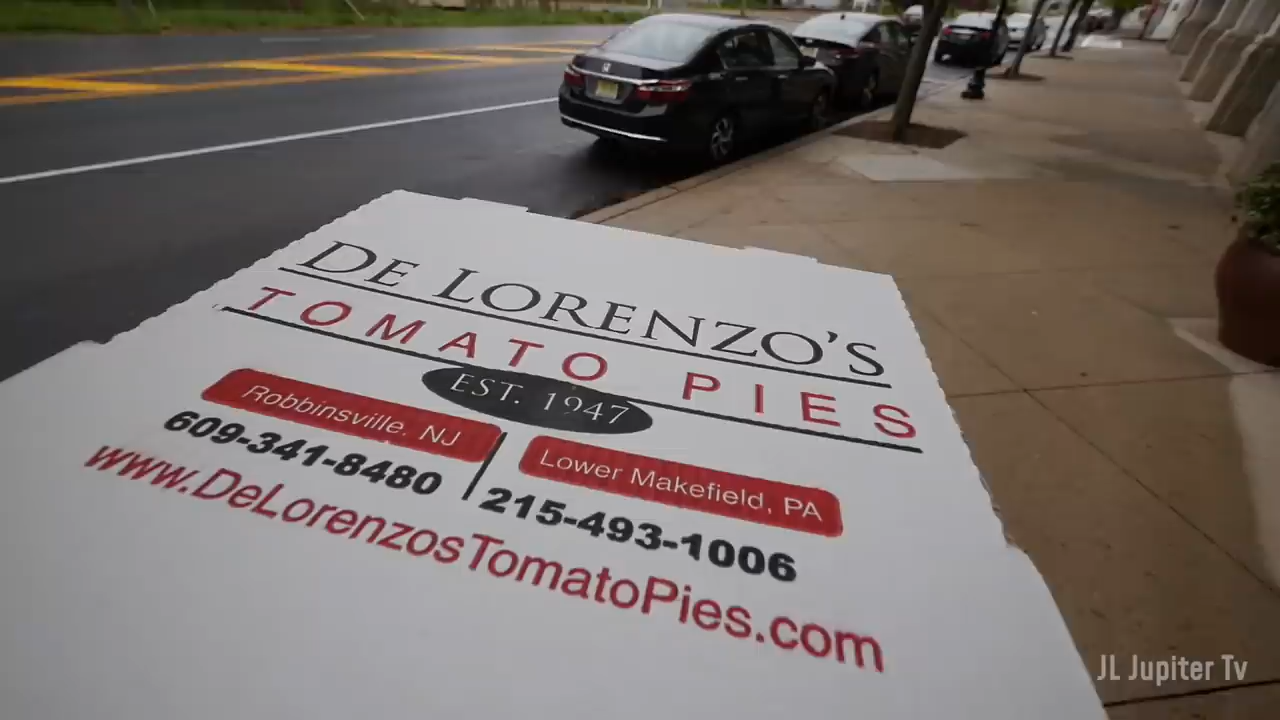 DE LORENZO'S
TOMATO PIES
EST. 1947
Robbinsville, NJ
609-341-8480
Lower Makefield, PA
215-493-1006
www.DeLorenzosTomatoPies.com
JL Jupiter Tv